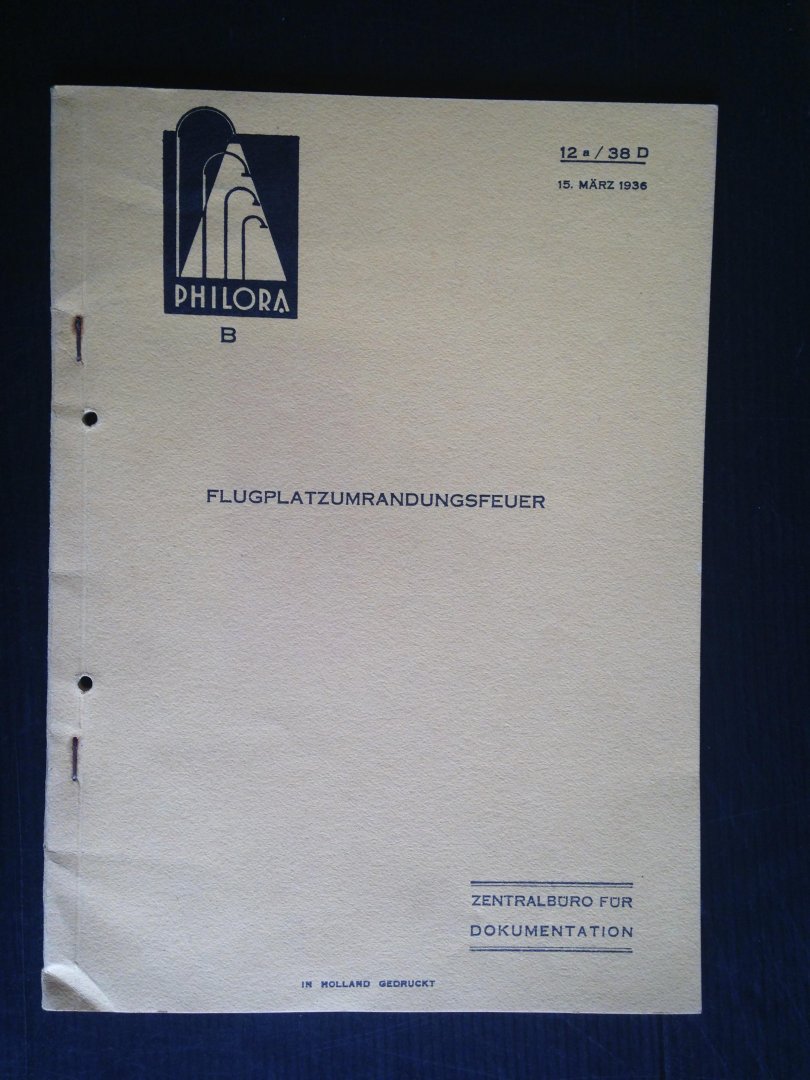 PHILORA
B
12 a / 38 D
15. MÄRZ 1936
FLUGPLATZUMRANDUNGSFEUER
ZENTRALBÜRO FÜR
DOKUMENTATION
IN HOLLAND GEDRUCKT